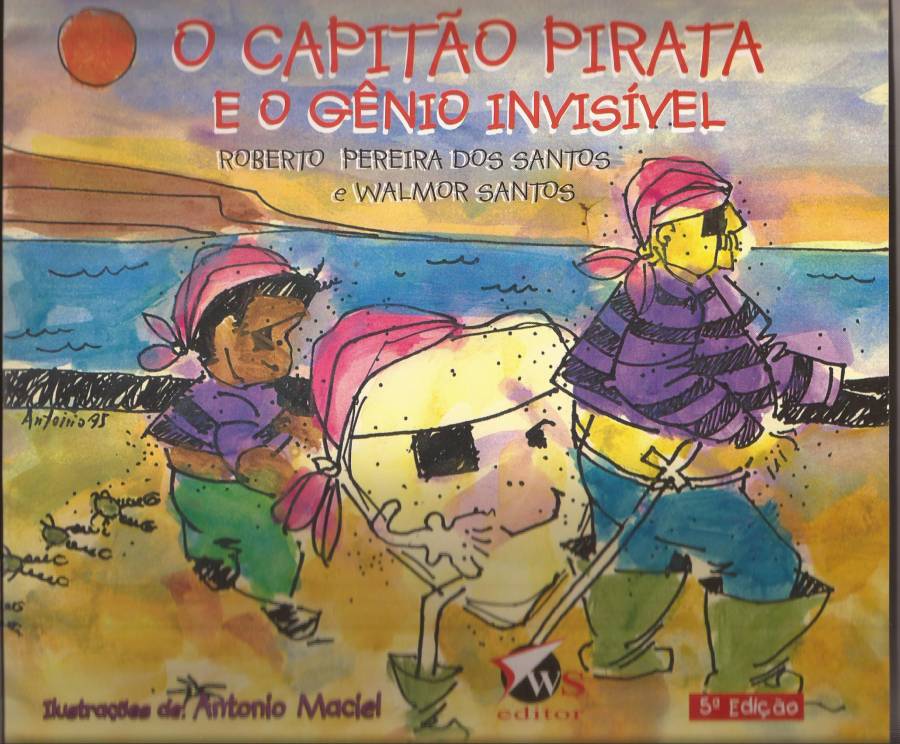 O CAPITÃO PIRATA
E O GÊNIO INVISÍVEL
ROBERTO PEREIRA DOS SANTOS
e WALMOR SANTOS
Antonio 95
Ilustrações de: Antonio Maciel
WS
editor
5ª Edição